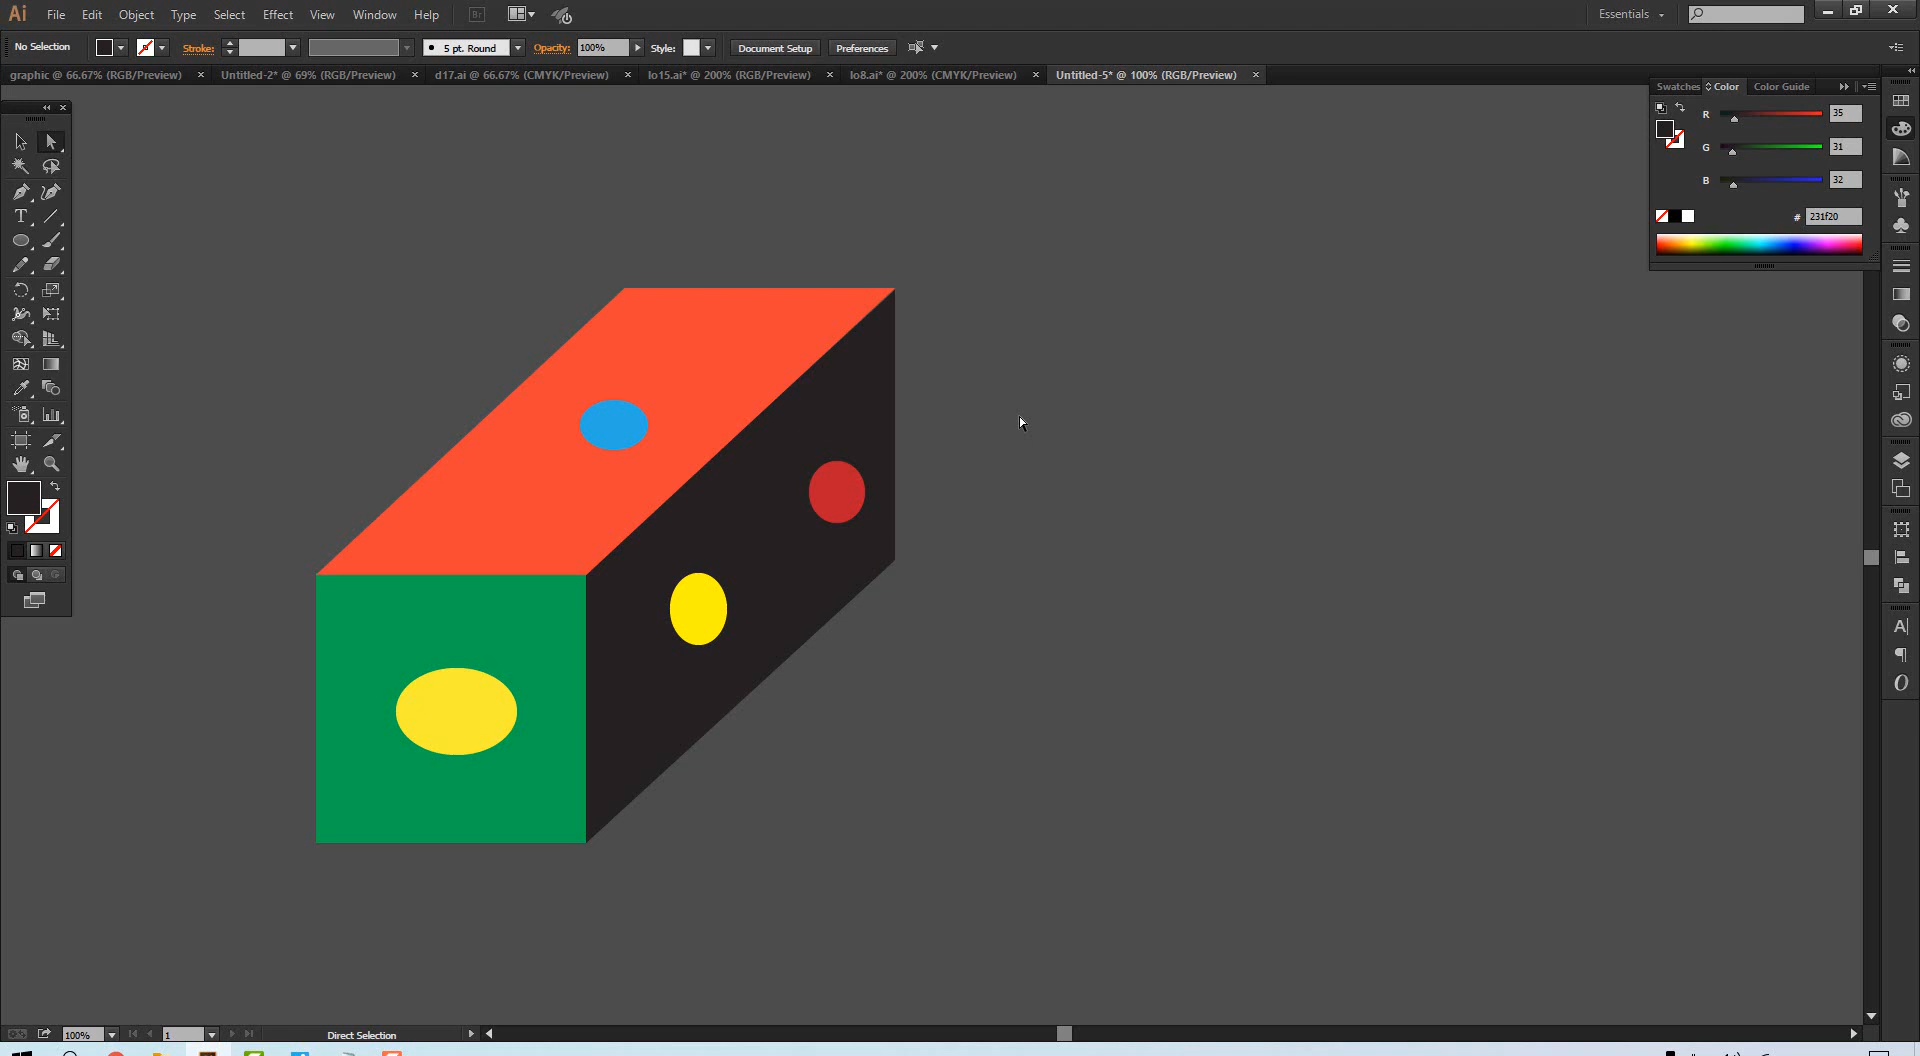 Ai File Edit Object Type Select Effect View Window Help Br Essentials
No Selection Stroke: 5 pt. Round Opacity: 100% Style: Document Setup Preferences
graphic @ 66.67% (RGB/Preview) Untitled-2* @ 69% (RGB/Preview) d17.ai @ 66.67% (CMYK/Preview) lo15.ai* @ 200% (RGB/Preview) lo8.ai* @ 200% (CMYK/Preview) Untitled-5* @ 100% (RGB/Preview)
Swatches Color Color Guide
R 35
G 31
B 32
# 231f20
100% 1 Direct Selection